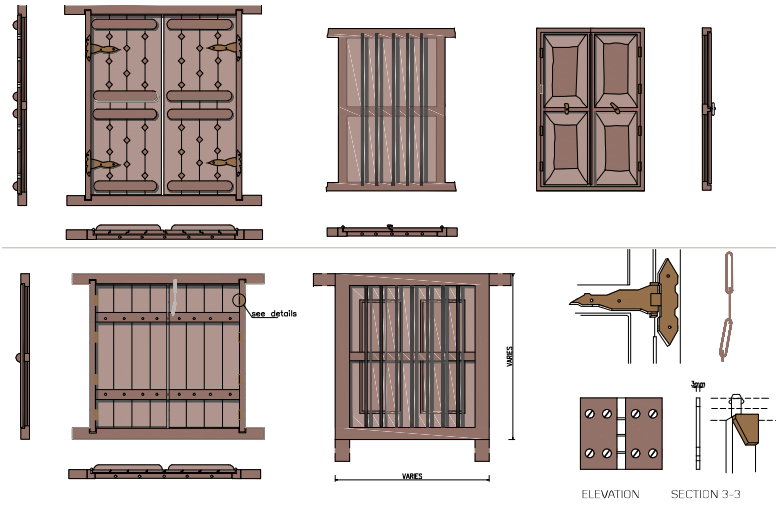 see details
VARIES
VARIES
3mm
ELEVATION
SECTION 3-3